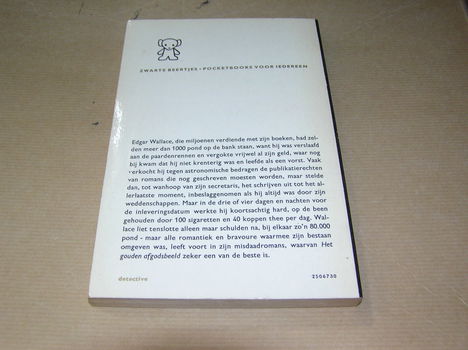 ZWARTE BEERTJES - POCKETBOOKS VOOR IEDEREEN
Edgar Wallace, die miljoenen verdiende met zijn boeken, had zel-
den meer dan 1000 pond op de bank staan, want hij was verslaafd
aan de paardenrennen en vergokte vrijwel al zijn geld, waar nog
bij kwam dat hij niet krenterig was en leefde als een vorst. Vaak
verkocht hij tegen astronomische bedragen de publikatierechten
van romans die nog geschreven moesten worden, maar stelde
dan, tot wanhoop van zijn secretaris, het schrijven uit tot het al-
lerlaatste moment, inbeslaggenomen als hij altijd was door zijn
weddenschappen. Maar in de drie of vier dagen en nachten voor
de inleveringsdatum werkte hij koortsachtig hard, op de been
gehouden door 100 sigaretten en 40 koppen thee per dag. Wal-
lace liet tenslotte alleen maar schulden na, bij elkaar zo'n 80.000
pond - maar alle romantiek en bravoure waarmee zijn bestaan
omgeven was, leeft voort in zijn misdaadromans, waarvan Het
gouden afgodsbeeld zeker een van de beste is.
detective 2506730